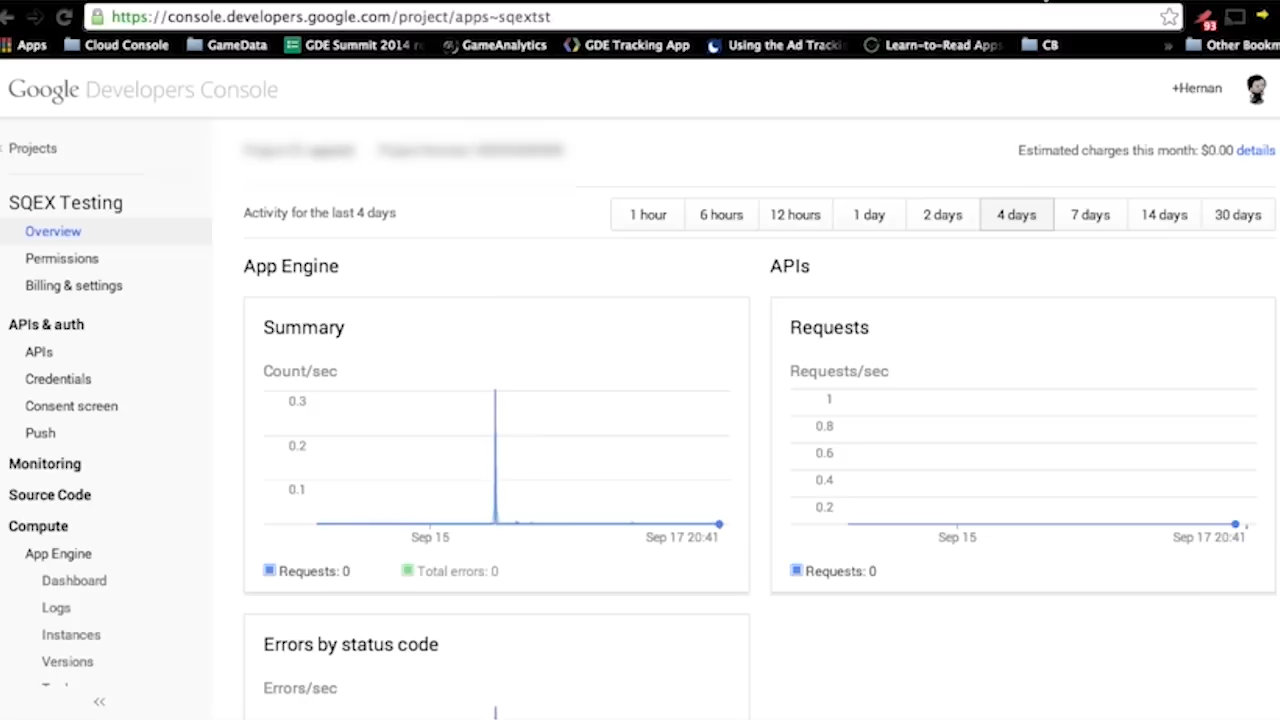 https://console.developers.google.com/project/apps~sqextst
93
Apps Cloud Console GameData GDE Summit 2014 GameAnalytics GDE Tracking App Using the Ad Tracki Learn-to-Read Apps CB » Other Bookm
Google Developers Console
+Hernan
Projects
Estimated charges this month: $0.00 details
SQEX Testing
Overview
Permissions
Billing & settings
APIs & auth
APIs
Credentials
Consent screen
Push
Monitoring
Source Code
Compute
App Engine
Dashboard
Logs
Instances
Versions
«
Activity for the last 4 days
1 hour 6 hours 12 hours 1 day 2 days 4 days 7 days 14 days 30 days
App Engine
Summary
Count/sec
0.3
0.2
0.1
Sep 15 Sep 17 20:41
Requests: 0 Total errors: 0
Errors by status code
Errors/sec
APIs
Requests
Requests/sec
1
0.8
0.6
0.4
0.2
Sep 15 Sep 17 20:41
Requests: 0